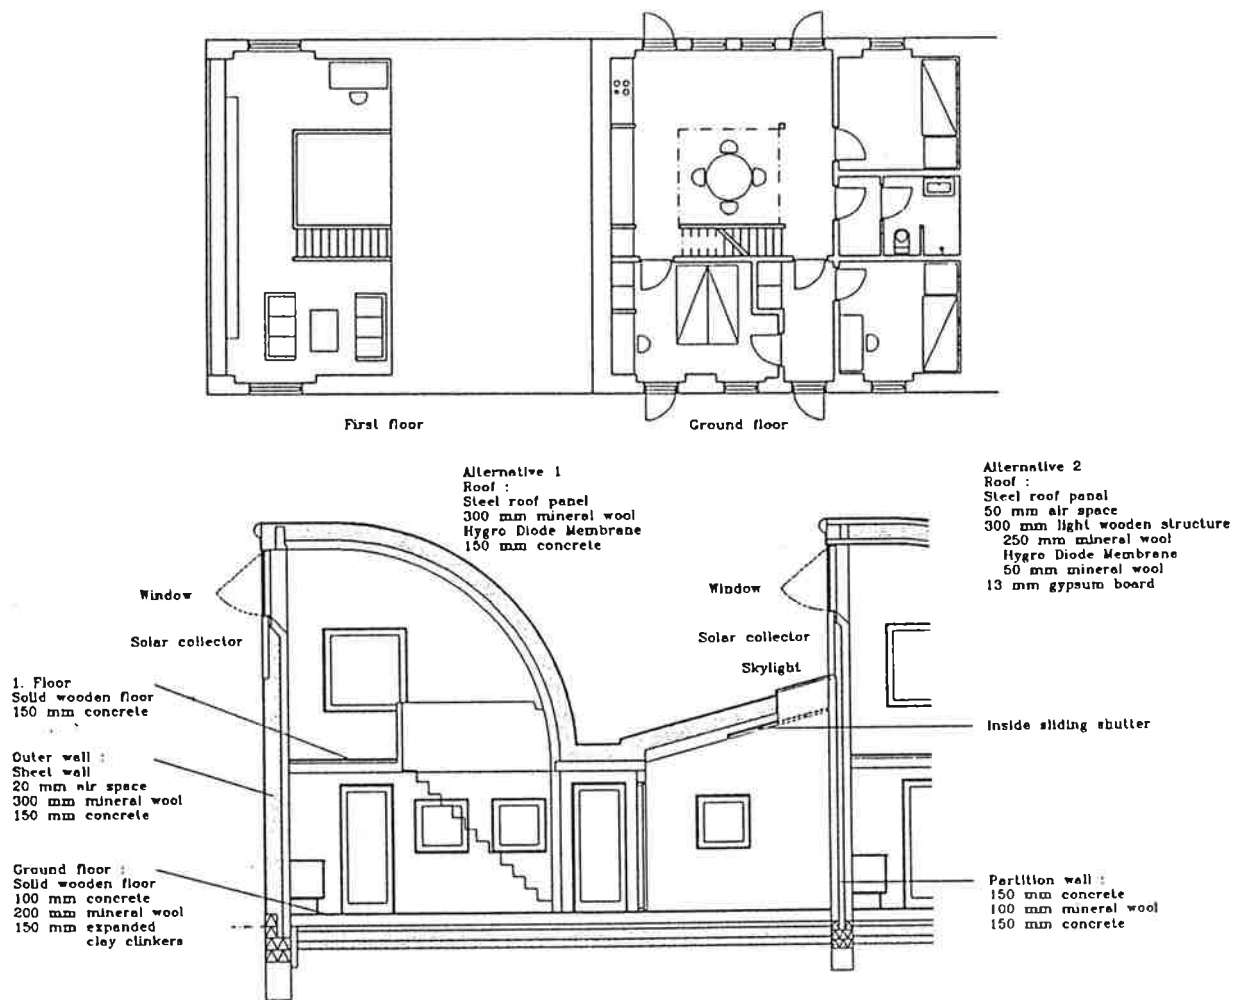 First floor
Ground floor
Alternative 1
Roof :
Steel roof panel
300 mm mineral wool
Hygro Diode Membrane
150 mm concrete
Alternative 2
Roof :
Steel roof panel
50 mm air space
300 mm light wooden structure
250 mm mineral wool
Hygro Diode Membrane
50 mm mineral wool
13 mm gypsum board
Window
Solar collector
Window
Solar collector
Skylight
1. Floor
Solid wooden floor
150 mm concrete
Inside sliding shutter
Outer wall :
Sheet wall
20 mm air space
300 mm mineral wool
150 mm concrete
Ground floor :
Solid wooden floor
100 mm concrete
200 mm mineral wool
150 mm expanded
clay clinkers
Partition wall :
150 mm concrete
100 mm mineral wool
150 mm concrete